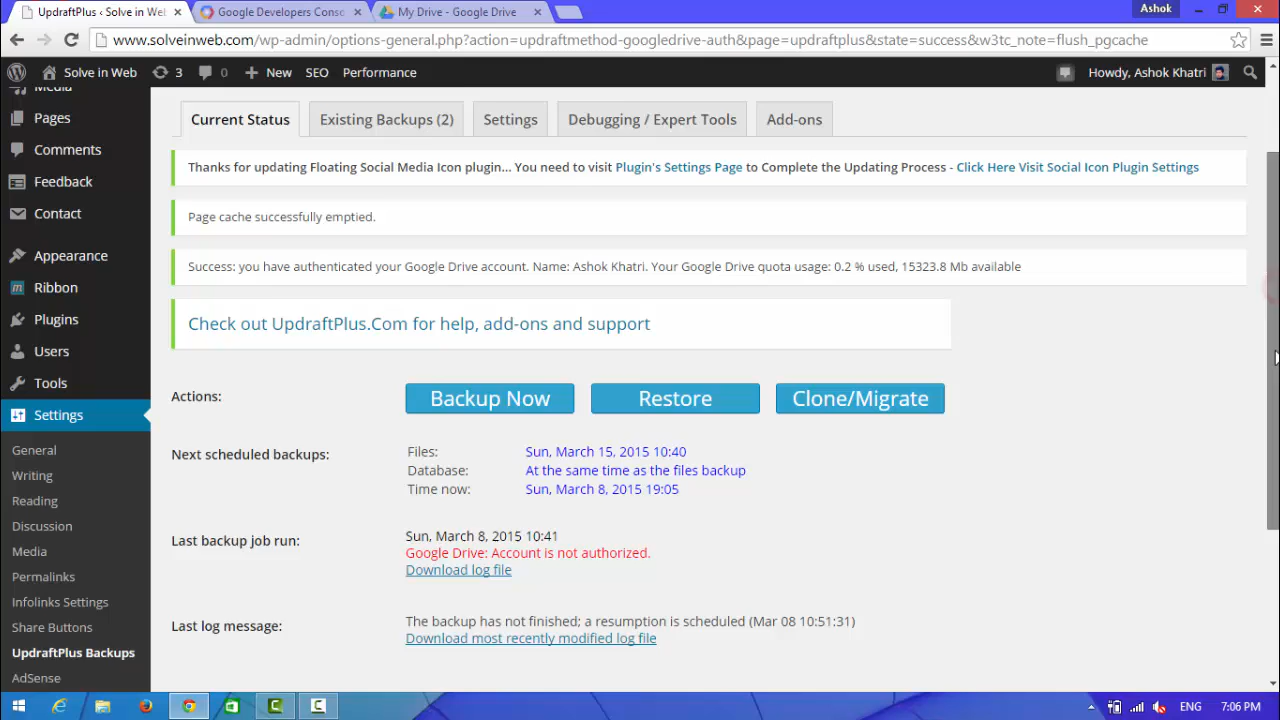 UpdraftPlus ‹ Solve in Web
Google Developers Conso
My Drive - Google Drive
Ashok
www.solveinweb.com/wp-admin/options-general.php?action=updraftmethod-googledrive-auth&page=updraftplus&state=success&w3tc_note=flush_pgcache
Solve in Web
3
0
New
SEO
Performance
Howdy, Ashok Khatri
Media
Pages
Comments
Feedback
Contact
Appearance
Ribbon
Plugins
Users
Tools
Settings
General
Writing
Reading
Discussion
Media
Permalinks
Infolinks Settings
Share Buttons
UpdraftPlus Backups
AdSense
Current Status
Existing Backups (2)
Settings
Debugging / Expert Tools
Add-ons
Thanks for updating Floating Social Media Icon plugin... You need to visit Plugin's Settings Page to Complete the Updating Process - Click Here Visit Social Icon Plugin Settings
Page cache successfully emptied.
Success: you have authenticated your Google Drive account. Name: Ashok Khatri. Your Google Drive quota usage: 0.2 % used, 15323.8 Mb available
Check out UpdraftPlus.Com for help, add-ons and support
Actions:
Backup Now
Restore
Clone/Migrate
Next scheduled backups:
Files: Sun, March 15, 2015 10:40
Database: At the same time as the files backup
Time now: Sun, March 8, 2015 19:05
Last backup job run:
Sun, March 8, 2015 10:41
Google Drive: Account is not authorized.
Download log file
Last log message:
The backup has not finished; a resumption is scheduled (Mar 08 10:51:31)
Download most recently modified log file
ENG
7:06 PM